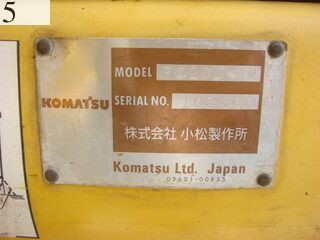 5
MODEL
KOMATSU
SERIAL NO.
株式会社 小松製作所
Komatsu Ltd. Japan
09601-00835